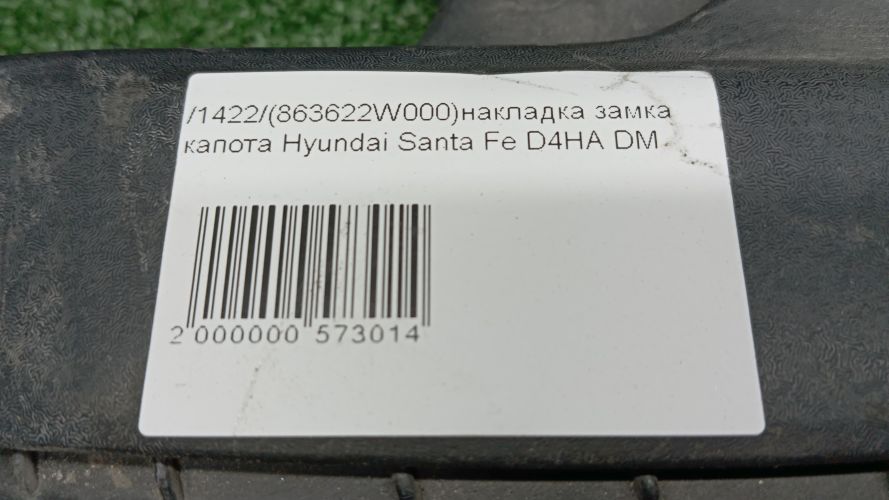 /1422/(863622W000)накладка замка
капота Hyundai Santa Fe D4HA DM
2 000000 573014